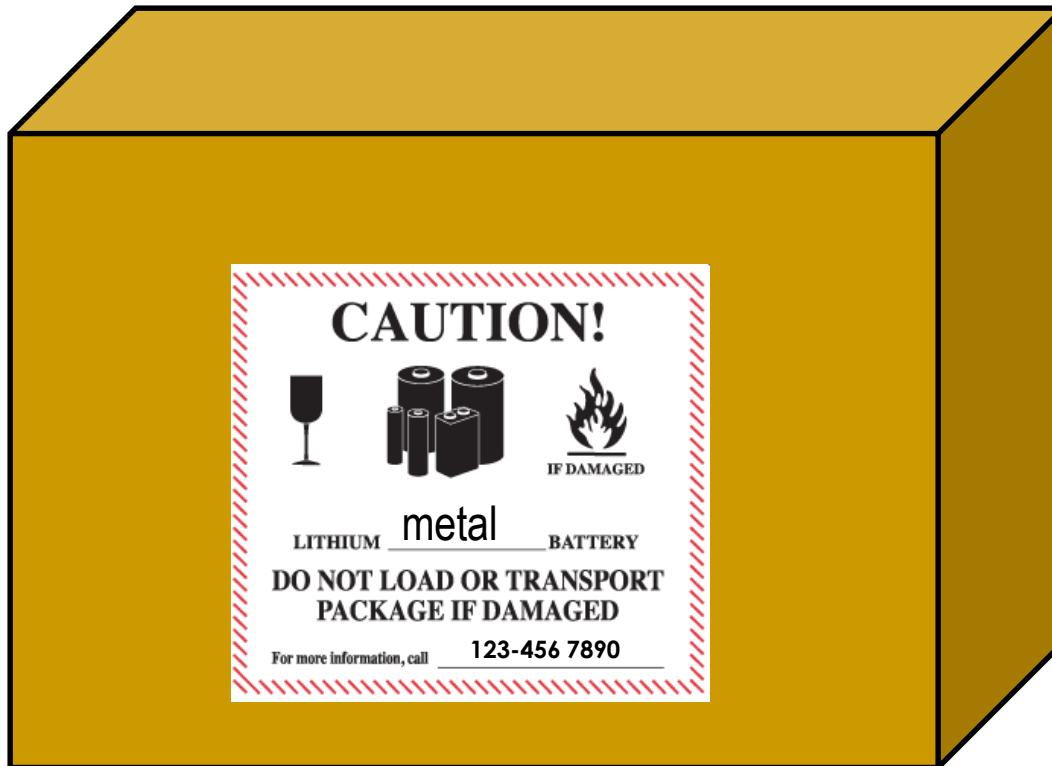 CAUTION!
IF DAMAGED
LITHIUM metal BATTERY
DO NOT LOAD OR TRANSPORT
PACKAGE IF DAMAGED
For more information, call 123-456 7890